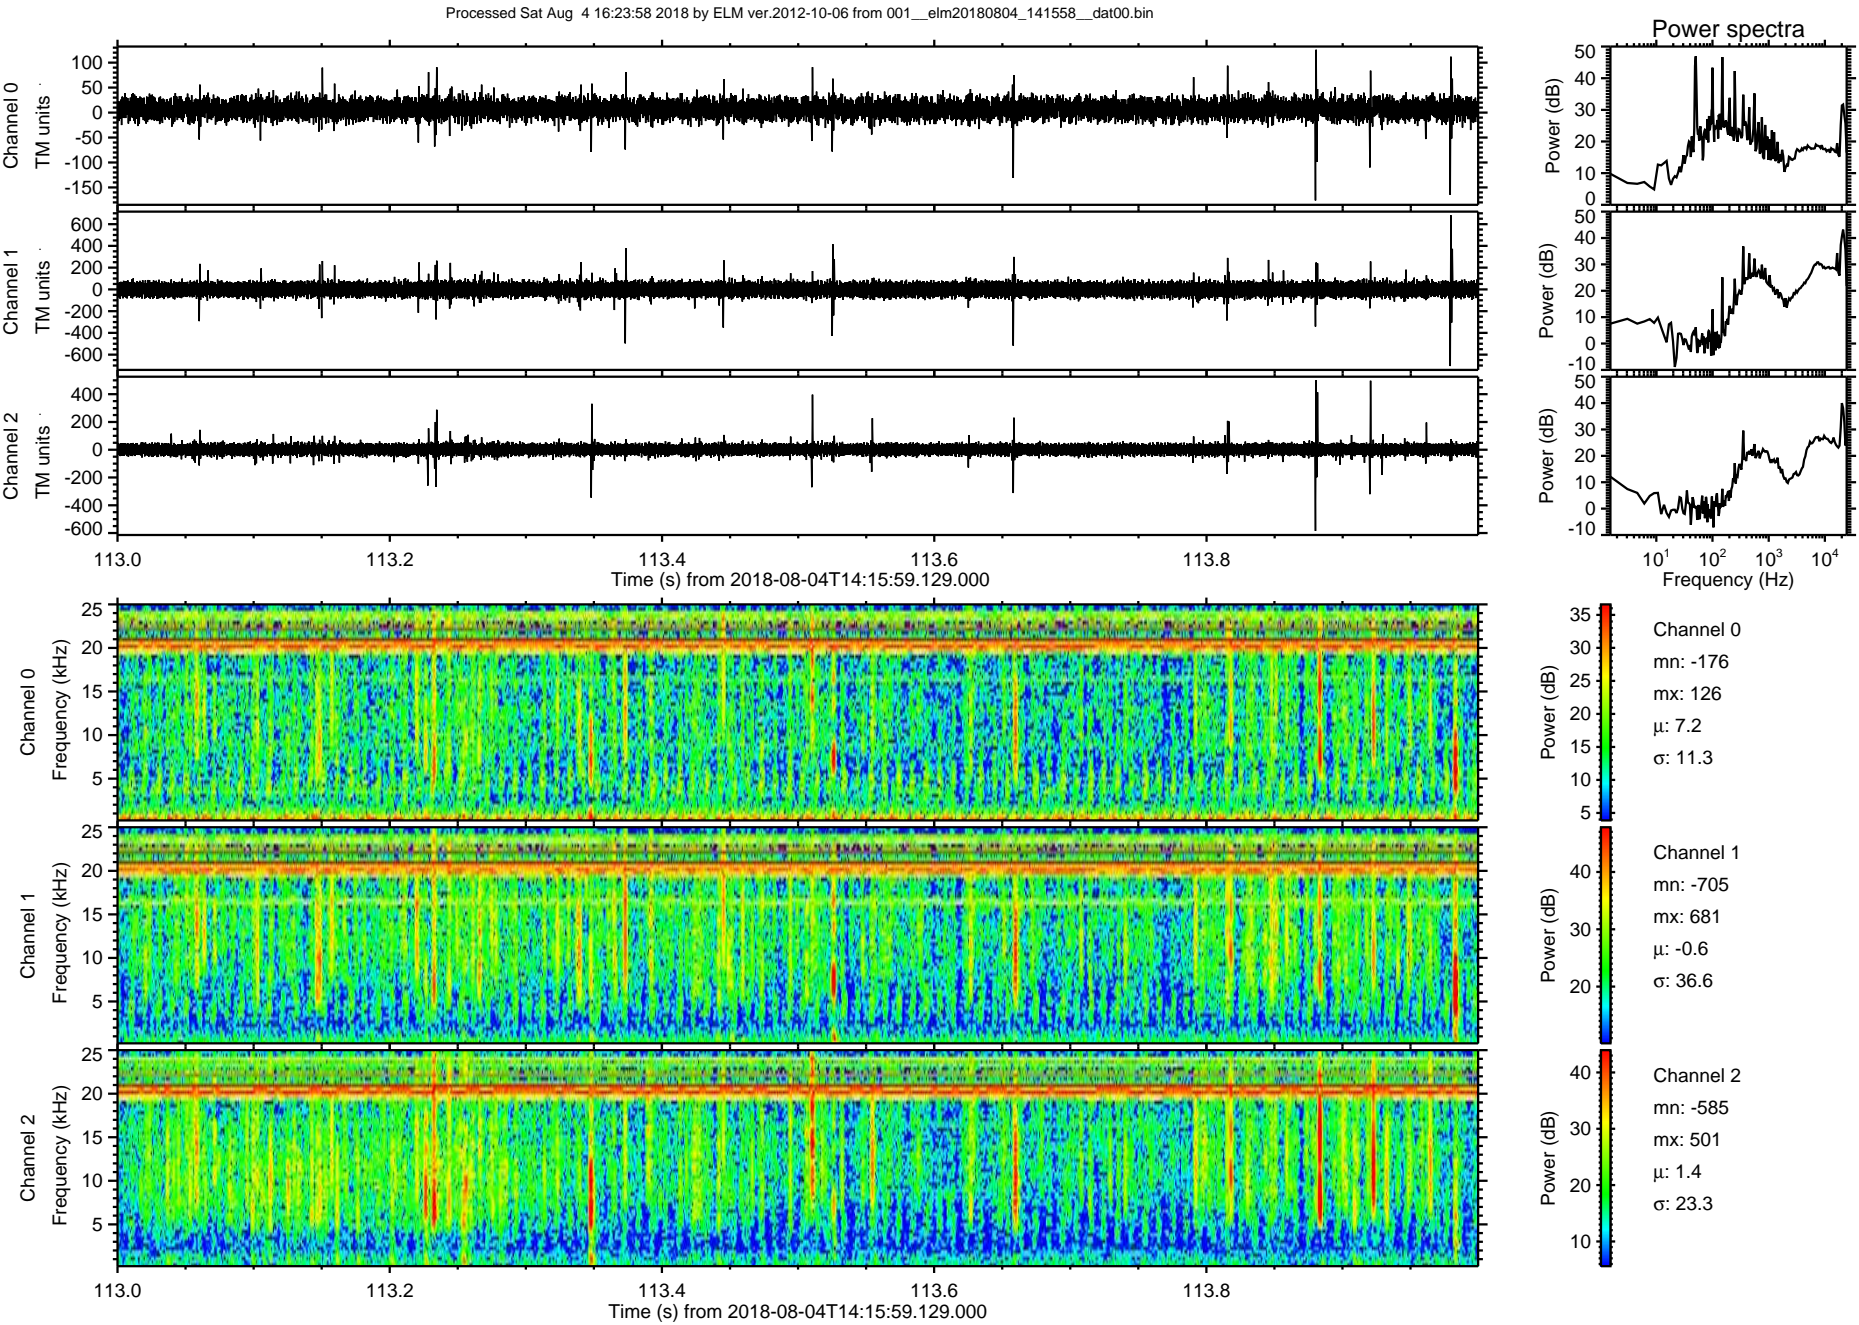 Processed Sat Aug  4 16:23:58 2018 by ELM ver.2012-10-06 from 001__elm20180804_141558__dat00.bin
Power spectra
Channel 0
TM units
100
50
0
-50
-100
-150
Power (dB)
50
40
30
20
10
0
Channel 1
TM units
600
400
200
0
-200
-400
-600
Power (dB)
50
40
30
20
10
0
-10
Channel 2
TM units
400
200
0
-200
-400
-600
Power (dB)
50
40
30
20
10
0
-10
113.0 113.2 113.4 113.6 113.8
Time (s) from 2018-08-04T14:15:59.129.000
10^1 10^2 10^3 10^4
Frequency (Hz)
Channel 0
Frequency (kHz)
25
20
15
10
5
Power (dB)
35
30
25
20
15
10
5
Channel 0
mn: -176
mx: 126
μ: 7.2
σ: 11.3
Channel 1
Frequency (kHz)
25
20
15
10
5
Power (dB)
40
30
20
Channel 1
mn: -705
mx: 681
μ: -0.6
σ: 36.6
Channel 2
Frequency (kHz)
25
20
15
10
5
Power (dB)
40
30
20
10
Channel 2
mn: -585
mx: 501
μ: 1.4
σ: 23.3
113.0 113.2 113.4 113.6 113.8
Time (s) from 2018-08-04T14:15:59.129.000